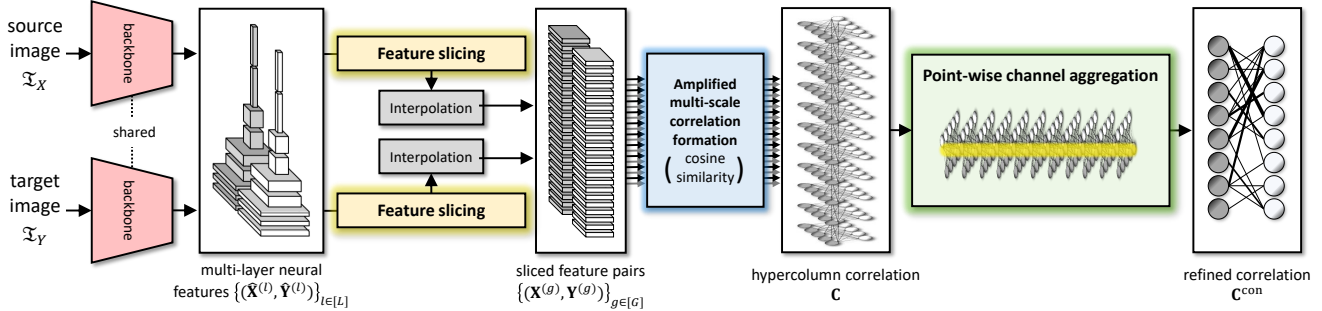 source
image
𝔗_X
backbone
shared
target
image
𝔗_Y
backbone
multi-layer neural
features {(X̂^(l), Ŷ^(l))}_{l∈[L]}
Feature slicing
Interpolation
Interpolation
Feature slicing
sliced feature pairs
{(X^(g), Y^(g))}_{g∈[G]}
Amplified
multi-scale
correlation
formation
( cosine
similarity )
hypercolumn correlation
C
Point-wise channel aggregation
refined correlation
C^con